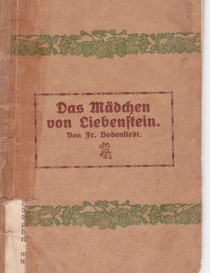 Das Mädchen
von Liebenstein.
Von Fr. Bodenstedt.